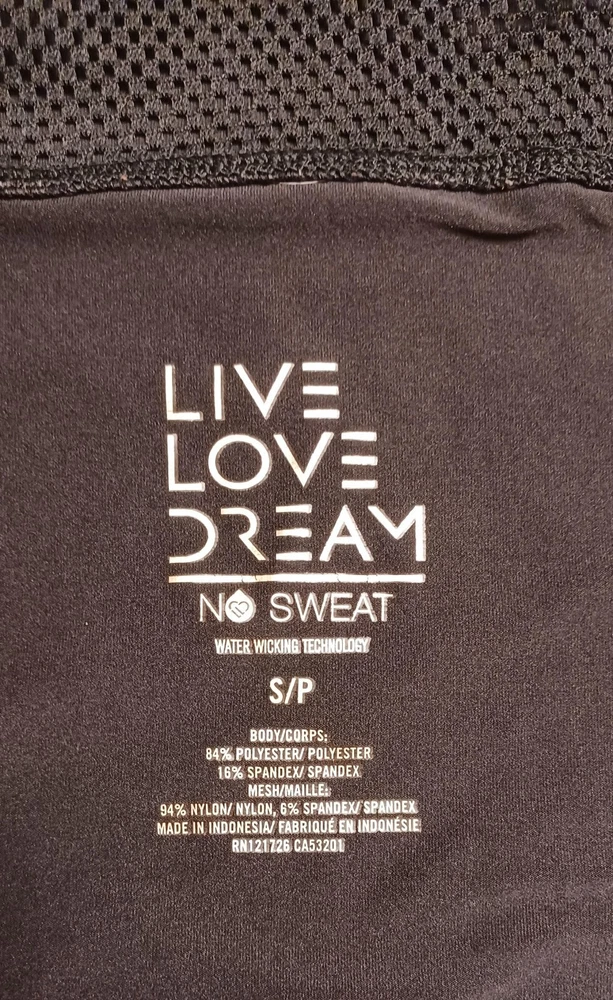 LIVE
LOVE
DREAM
NO SWEAT
WATER WICKING TECHNOLOGY
S/P
BODY/CORPS:
84% POLYESTER/ POLYESTER
16% SPANDEX/ SPANDEX
MESH/MAILLE:
94% NYLON/ NYLON, 6% SPANDEX/ SPANDEX
MADE IN INDONESIA/ FABRIQUÉ EN INDONÉSIE
RN121726 CA53201